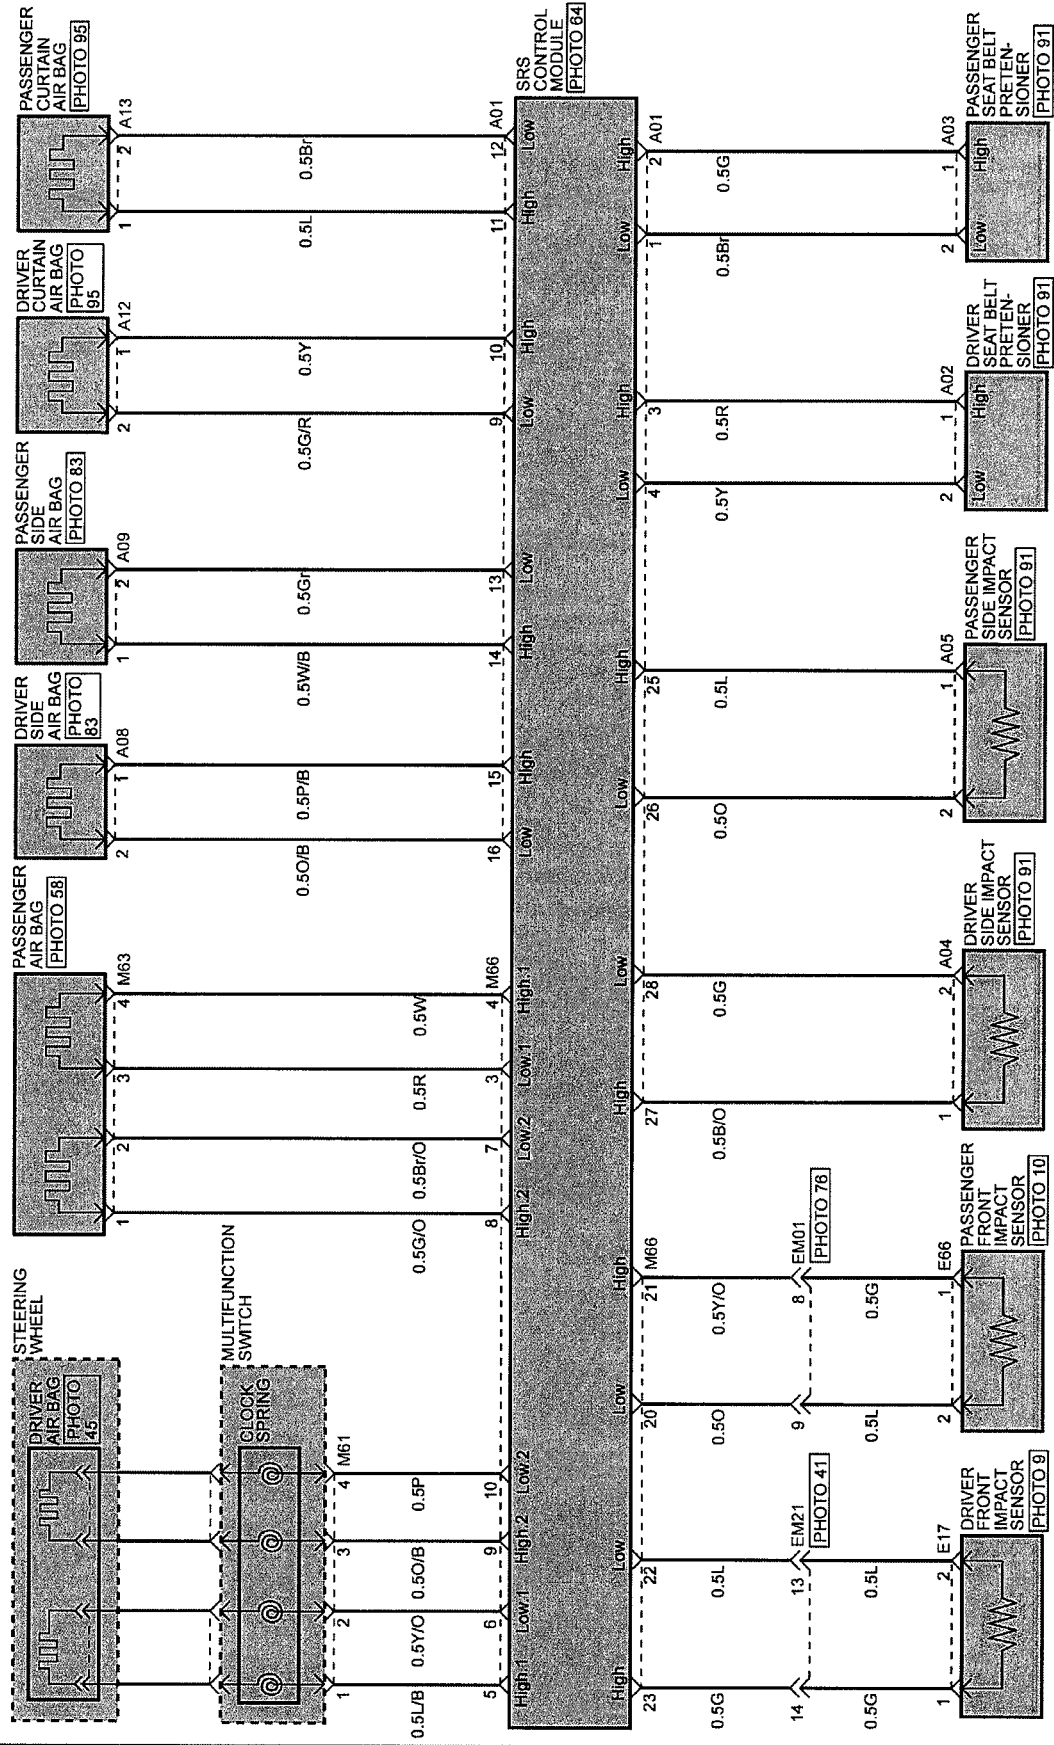 STEERING
WHEEL
DRIVER
AIR BAG
PHOTO
45
MULTIFUNCTION
SWITCH
CLOCK
SPRING
1
2
3
4
M61
0.5L/B
0.5Y/O
0.5O/B
0.5P
5
6
9
10
High.1
Low.1
High.2
Low.2
PASSENGER
AIR BAG
PHOTO 58
1
2
3
4
M63
0.5G/O
0.5Br/O
0.5R
0.5W
8
7
3
4
M66
High.2
Low.2
Low.1
High.1
DRIVER
SIDE
AIR BAG
PHOTO
83
2
1
A08
0.5O/B
0.5P/B
16
15
Low
High
PASSENGER
SIDE
AIR BAG
PHOTO 83
1
2
A09
0.5W/B
0.5Gr
14
13
High
Low
DRIVER
CURTAIN
AIR BAG
PHOTO
95
2
1
A12
0.5G/R
0.5Y
9
10
Low
High
PASSENGER
CURTAIN
AIR BAG
PHOTO 95
1
2
A13
0.5L
0.5Br
11
12
A01
High
Low
SRS
CONTROL
MODULE
PHOTO 64
High
Low
23
22
0.5G
0.5L
14
13
EM21
PHOTO 41
0.5G
0.5L
1
2
E17
DRIVER
FRONT
IMPACT
SENSOR
PHOTO 9
Low
High
20
21
M66
0.5O
0.5Y/O
9
8
EM01
PHOTO 76
0.5L
0.5G
2
1
E66
PASSENGER
FRONT
IMPACT
SENSOR
PHOTO 10
High
Low
27
28
0.5B/O
0.5G
1
2
A04
DRIVER
SIDE IMPACT
SENSOR
PHOTO 91
Low
High
26
25
0.5O
0.5L
2
1
A05
PASSENGER
SIDE IMPACT
SENSOR
PHOTO 91
Low
High
4
3
0.5Y
0.5R
2
1
A02
Low
High
DRIVER
SEAT BELT
PRETEN-
SIONER
PHOTO 91
Low
High
1
2
A01
0.5Br
0.5G
2
1
A03
Low
High
PASSENGER
SEAT BELT
PRETEN-
SIONER
PHOTO 91